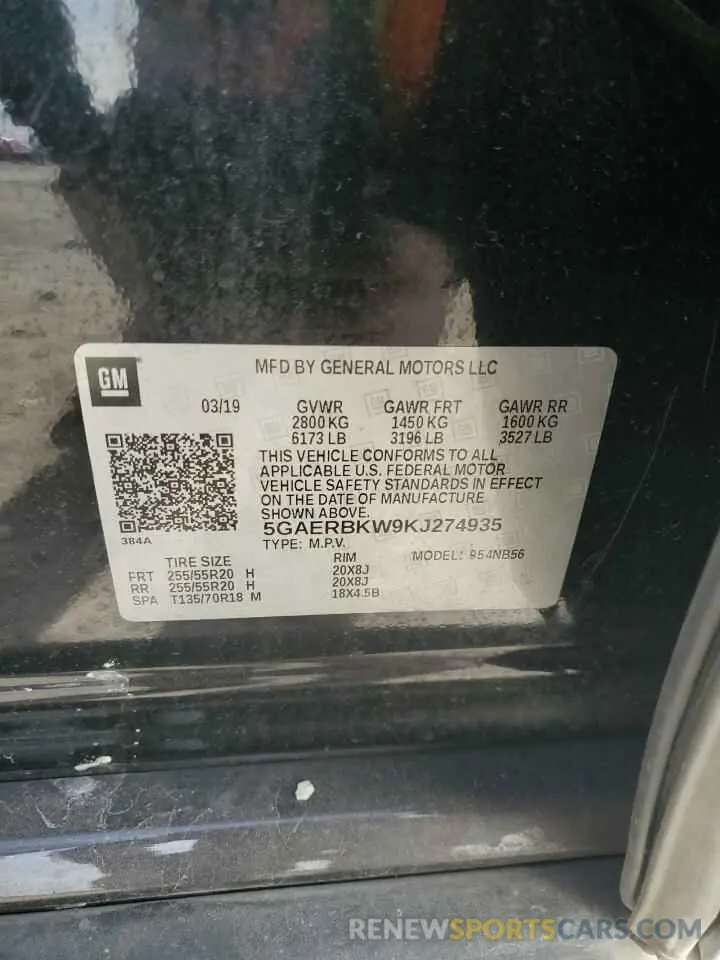 GM
MFD BY GENERAL MOTORS LLC
03/19 GVWR GAWR FRT GAWR RR
2800 KG 1450 KG 1600 KG
6173 LB 3196 LB 3527 LB
THIS VEHICLE CONFORMS TO ALL
APPLICABLE U.S. FEDERAL MOTOR
VEHICLE SAFETY STANDARDS IN EFFECT
ON THE DATE OF MANUFACTURE
SHOWN ABOVE.
5GAERBKW9KJ274935
384A
TYPE: M.P.V.
TIRE SIZE RIM MODEL: 954NB56
FRT 255/55R20 H 20X8J
RR 255/55R20 H 20X8J
SPA T135/70R18 M 18X4.5B
RENEWSPORTSCARS.COM